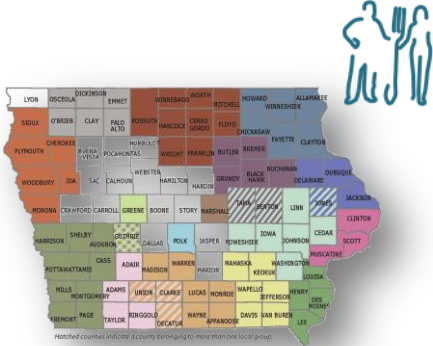 LYON OSCEOLA DICKINSON EMMET WINNEBAGO WORTH MITCHELL HOWARD WINNESHIEK ALLAMAKEE
SIOUX O'BRIEN CLAY PALO ALTO KOSSUTH HANCOCK CERRO GORDO FLOYD CHICKASAW FAYETTE CLAYTON
PLYMOUTH CHEROKEE BUENA VISTA POCAHONTAS HUMBOLDT WRIGHT FRANKLIN BUTLER BREMER
WOODBURY IDA SAC CALHOUN WEBSTER HAMILTON HARDIN GRUNDY BLACK HAWK BUCHANAN DELAWARE DUBUQUE
MONONA CRAWFORD CARROLL GREENE BOONE STORY MARSHALL TAMA BENTON LINN JONES JACKSON
HARRISON SHELBY AUDUBON GUTHRIE DALLAS POLK JASPER POWESHIEK IOWA JOHNSON CEDAR CLINTON
SCOTT
MUSCATINE
POTTAWATTAMIE CASS ADAIR MADISON WARREN MARION MAHASKA KEOKUK WASHINGTON LOUISA
MILLS MONTGOMERY ADAMS UNION CLARKE LUCAS MONROE WAPELLO JEFFERSON HENRY DES MOINES
FREMONT PAGE TAYLOR RINGGOLD DECATUR WAYNE APPANOOSE DAVIS VAN BUREN LEE
Hatched counties indicate a county belonging to more than one local group.